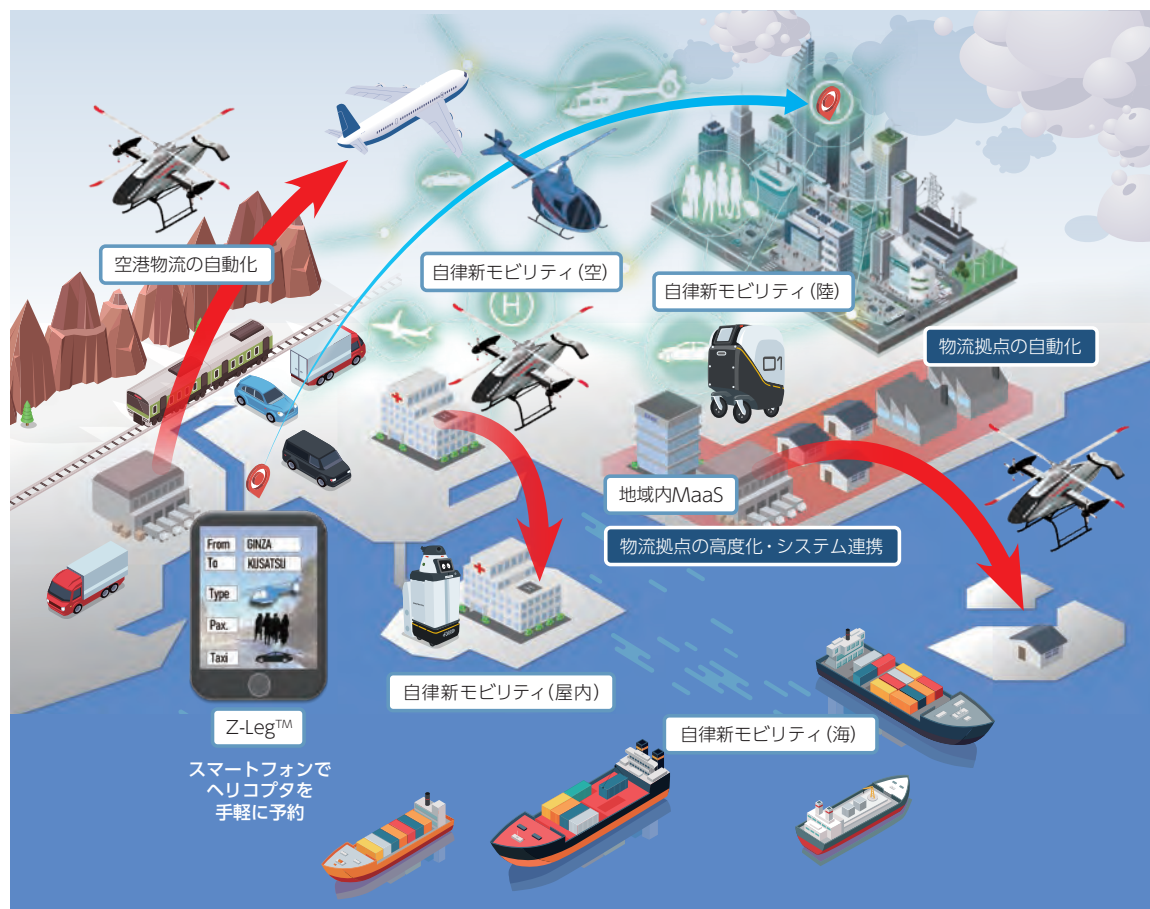 空港物流の自動化
自律新モビリティ(空)
自律新モビリティ(陸)
H
物流拠点の自動化
01
地域内MaaS
物流拠点の高度化・システム連携
From GINZA
To KUSATSU
Type
Pax.
Taxi
自律新モビリティ(屋内)
Z-Leg™
自律新モビリティ(海)
スマートフォンで
ヘリコプタを
手軽に予約